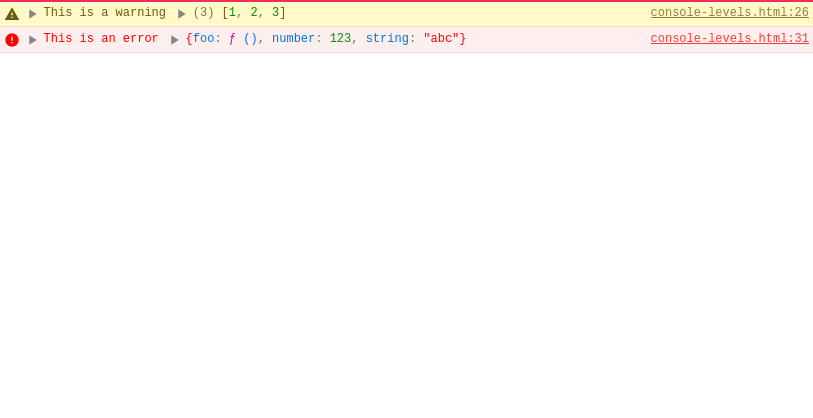 This is a warning (3) [1, 2, 3] console-levels.html:26
This is an error {foo: ƒ (), number: 123, string: "abc"} console-levels.html:31